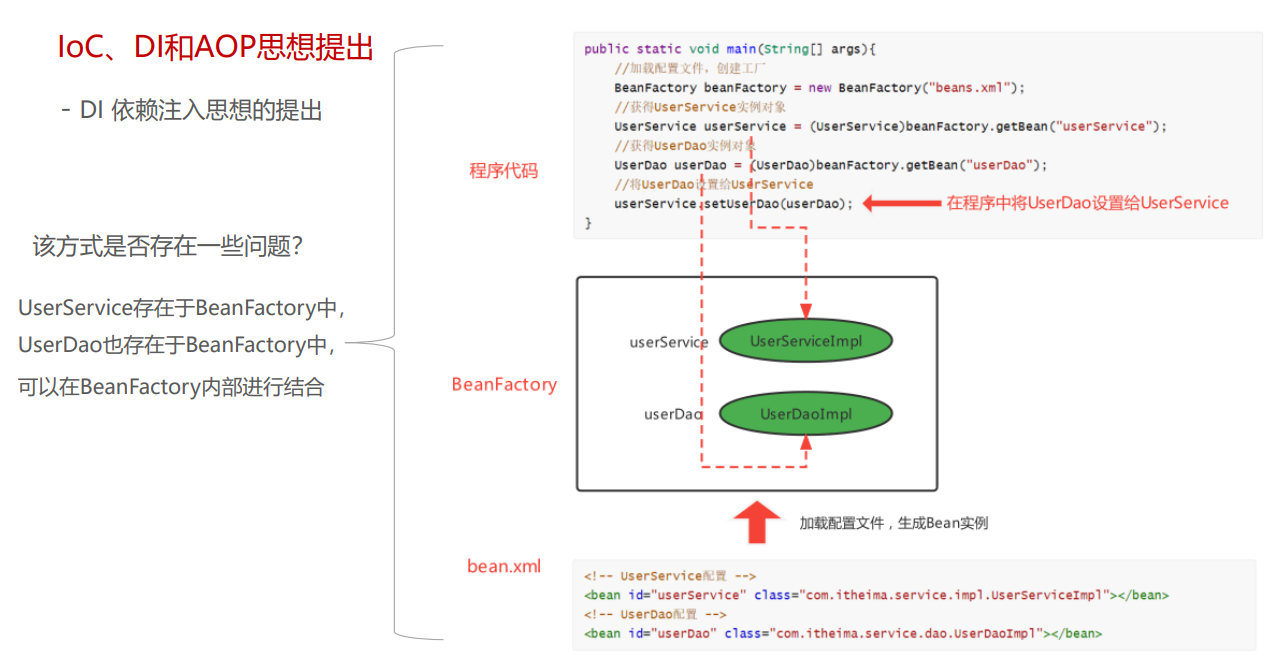 IoC、DI和AOP思想提出
- DI 依赖注入思想的提出
该方式是否存在一些问题？
UserService存在于BeanFactory中，
UserDao也存在于BeanFactory中，
可以在BeanFactory内部进行结合
程序代码
public static void main(String[] args){
//加载配置文件，创建工厂
BeanFactory beanFactory = new BeanFactory("beans.xml");
//获得UserService实例对象
UserService userService = (UserService)beanFactory.getBean("userService");
//获得UserDao实例对象
UserDao userDao = (UserDao)beanFactory.getBean("userDao");
//将UserDao设置给UserService
userService.setUserDao(userDao);
}
在程序中将UserDao设置给UserService
BeanFactory
userService
UserServiceImpl
userDao
UserDaoImpl
加载配置文件，生成Bean实例
bean.xml
<!-- UserService配置 -->
<bean id="userService" class="com.itheima.service.impl.UserServiceImpl"></bean>
<!-- UserDao配置 -->
<bean id="userDao" class="com.itheima.service.dao.UserDaoImpl"></bean>